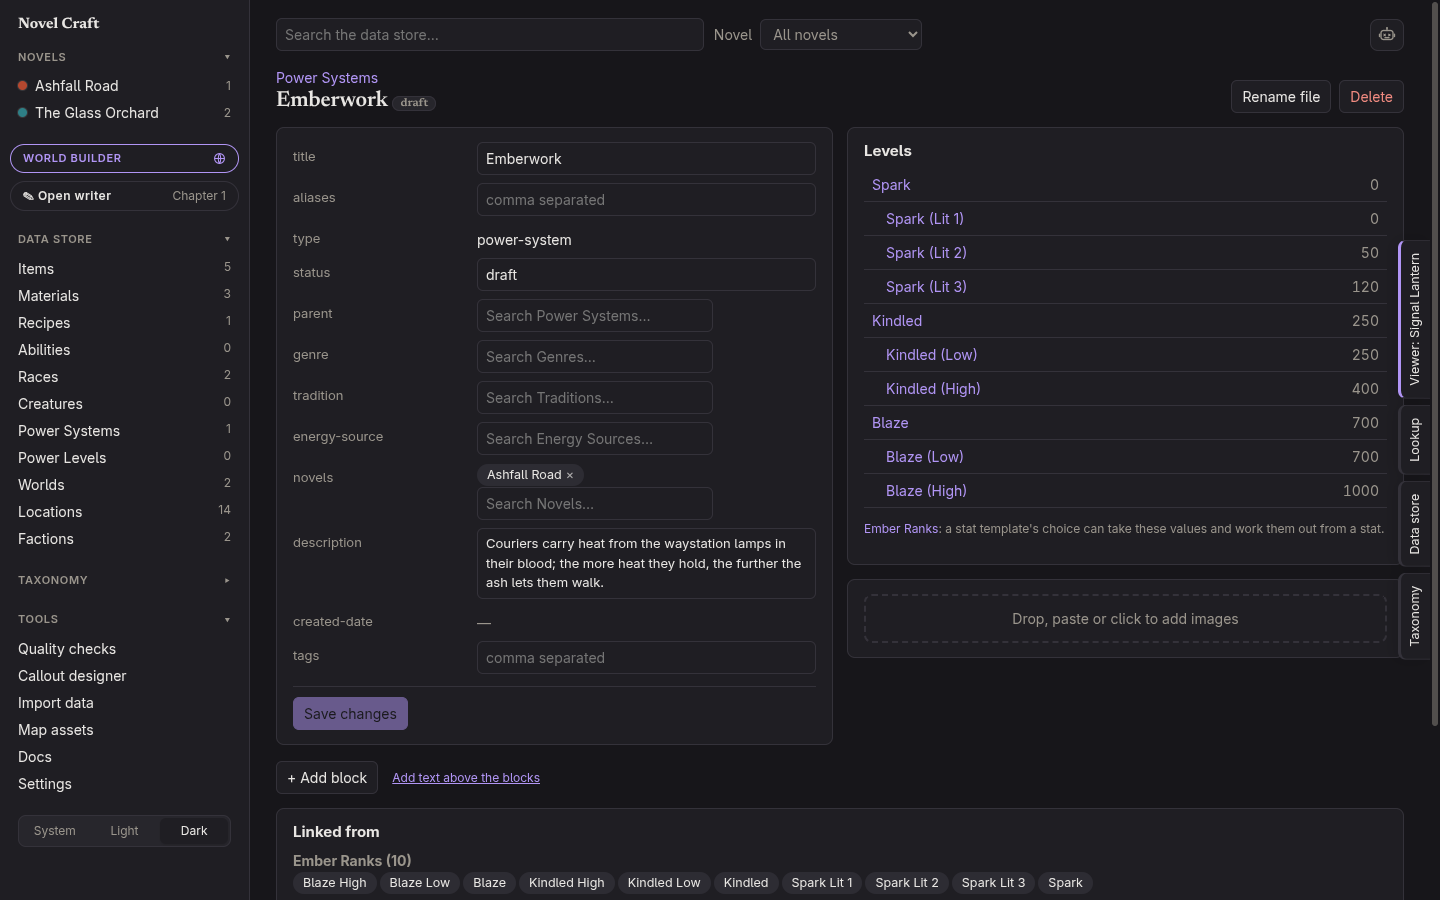 Novel Craft
NOVELS
Ashfall Road 1
The Glass Orchard 2
WORLD BUILDER
Open writer Chapter 1
DATA STORE
Items 5
Materials 3
Recipes 1
Abilities 0
Races 2
Creatures 0
Power Systems 1
Power Levels 0
Worlds 2
Locations 14
Factions 2
TAXONOMY
TOOLS
Quality checks
Callout designer
Import data
Map assets
Docs
Settings
System Light Dark
Search the data store... Novel All novels
Power Systems
Emberwork draft
Rename file Delete
title Emberwork
aliases comma separated
type power-system
status draft
parent Search Power Systems...
genre Search Genres...
tradition Search Traditions...
energy-source Search Energy Sources...
novels Ashfall Road ×
Search Novels...
description Couriers carry heat from the waystation lamps in
their blood; the more heat they hold, the further the
ash lets them walk.
created-date —
tags comma separated
Save changes
Levels
Spark 0
Spark (Lit 1) 0
Spark (Lit 2) 50
Spark (Lit 3) 120
Kindled 250
Kindled (Low) 250
Kindled (High) 400
Blaze 700
Blaze (Low) 700
Blaze (High) 1000
Ember Ranks: a stat template's choice can take these values and work them out from a stat.
Drop, paste or click to add images
Viewer: Signal Lantern
Lookup
Data store
Taxonomy
+ Add block Add text above the blocks
Linked from
Ember Ranks (10)
Blaze High Blaze Low Blaze Kindled High Kindled Low Kindled Spark Lit 1 Spark Lit 2 Spark Lit 3 Spark